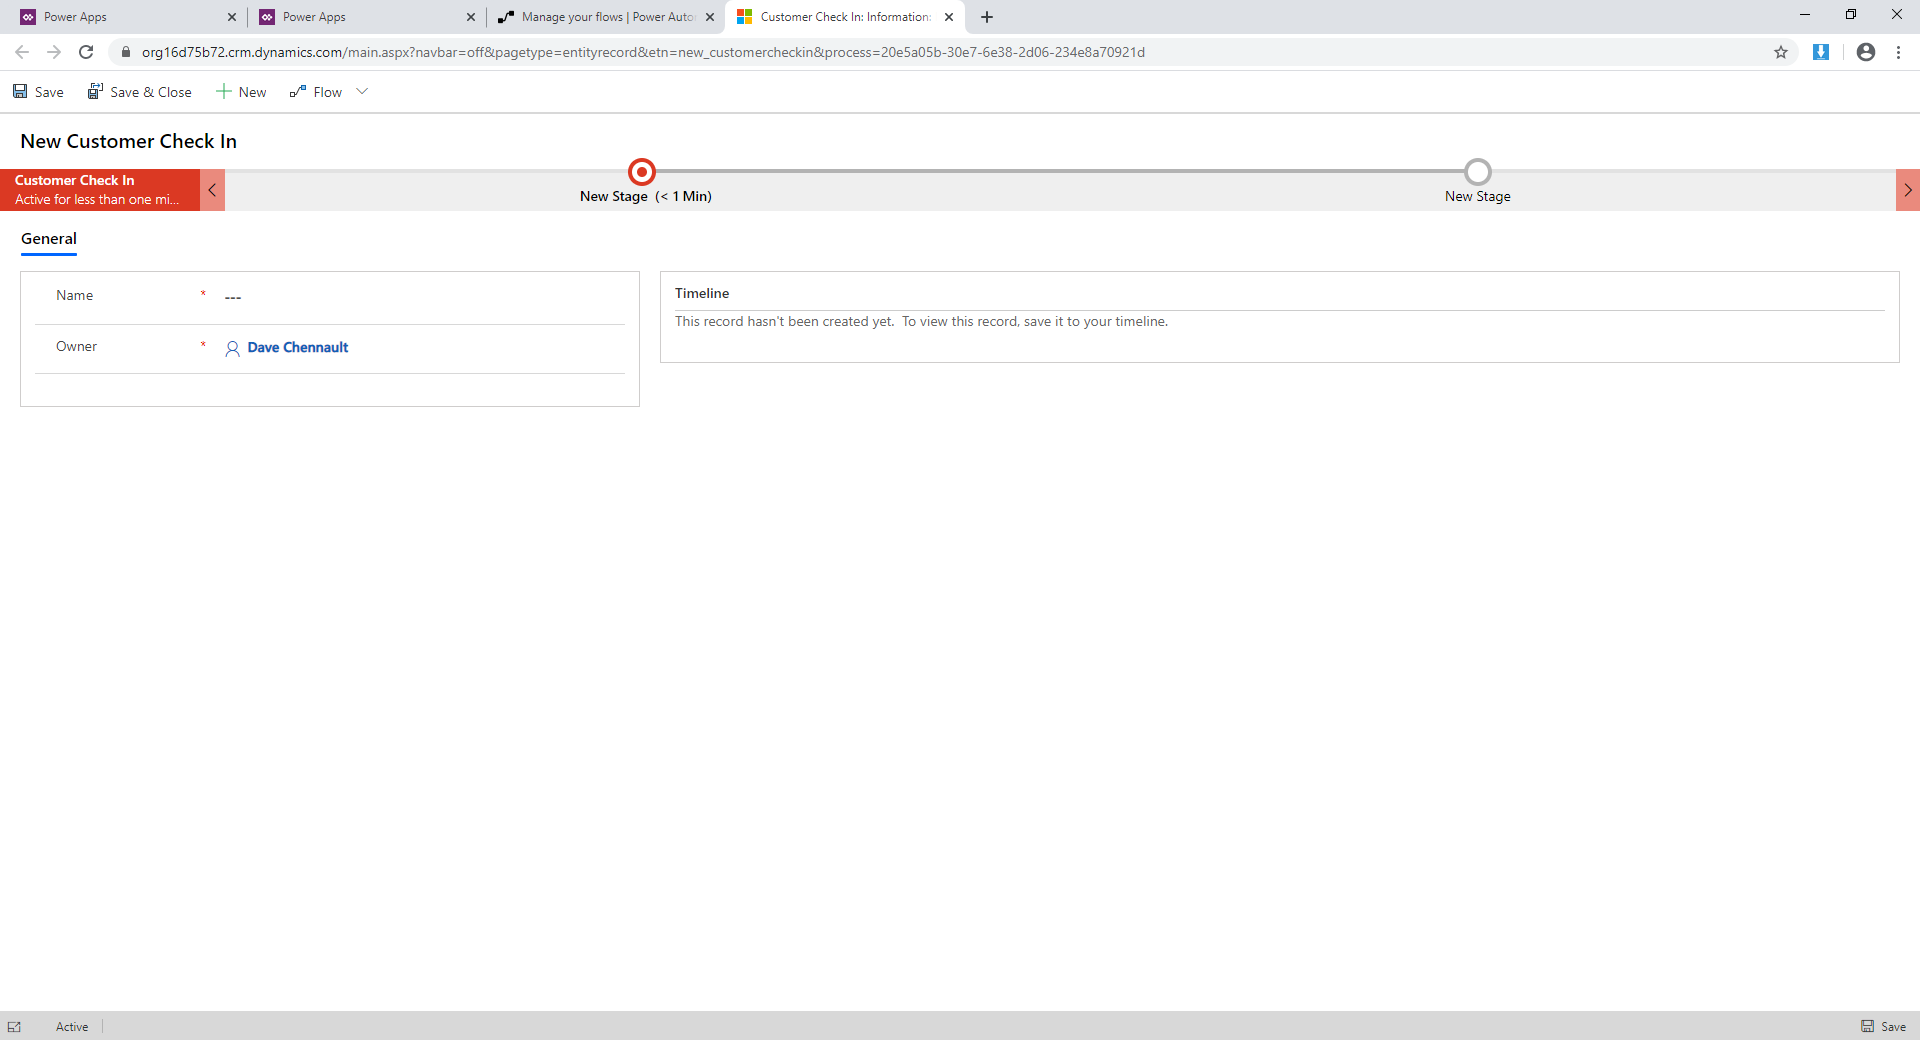 Power Apps
Power Apps
Manage your flows | Power Auto
Customer Check In: Information:
org16d75b72.crm.dynamics.com/main.aspx?navbar=off&pagetype=entityrecord&etn=new_customercheckin&process=20e5a05b-30e7-6e38-2d06-234e8a70921d
Save
Save & Close
New
Flow
New Customer Check In
Customer Check In
Active for less than one mi...
New Stage (< 1 Min)
New Stage
General
Name * ---
Owner * Dave Chennault
Timeline
This record hasn't been created yet. To view this record, save it to your timeline.
Active
Save